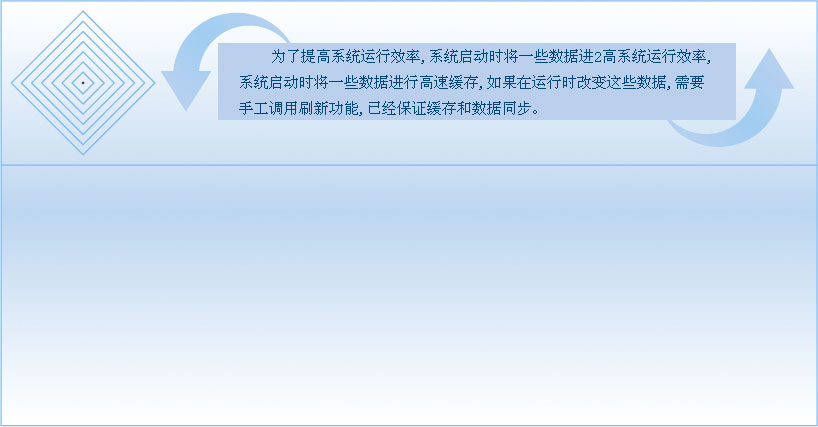 为了提高系统运行效率,系统启动时将一些数据进2高系统运行效率,
系统启动时将一些数据进行高速缓存,如果在运行时改变这些数据,需要
手工调用刷新功能,已经保证缓存和数据同步。